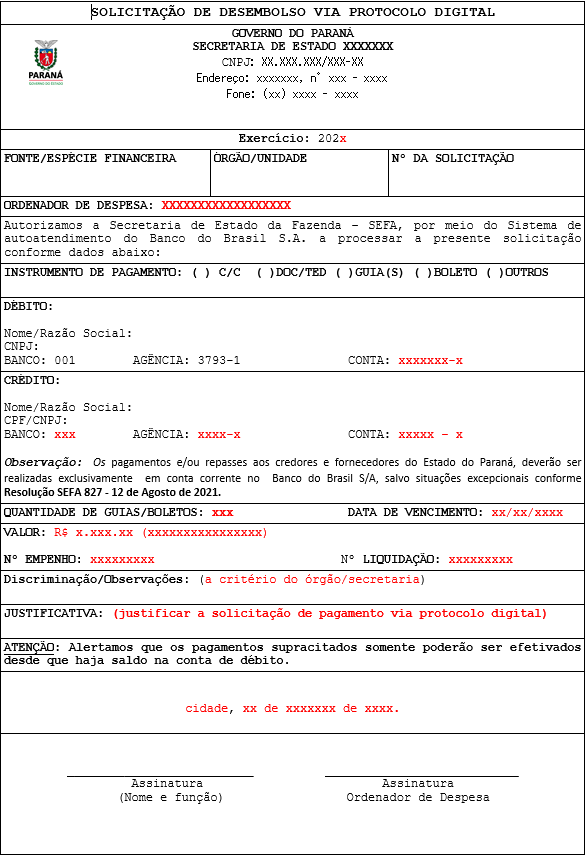 SOLICITAÇÃO DE DESEMBOLSO VIA PROTOCOLO DIGITAL
GOVERNO DO PARANÁ
SECRETARIA DE ESTADO XXXXXXX
CNPJ: XX.XXX.XXX/XXX-XX
Endereço: xxxxxxx, n° xxx - xxxx
Fone: (xx) xxxx - xxxx
PARANÁ
GOVERNO DO ESTADO
Exercício: 202x
FONTE/ESPÉCIE FINANCEIRA ÓRGÃO/UNIDADE Nº DA SOLICITAÇÃO
ORDENADOR DE DESPESA: XXXXXXXXXXXXXXXXXX
Autorizamos a Secretaria de Estado da Fazenda – SEFA, por meio do Sistema de
autoatendimento do Banco do Brasil S.A. a processar a presente solicitação
conforme dados abaixo:
INSTRUMENTO DE PAGAMENTO: ( ) C/C ( )DOC/TED ( )GUIA(S) ( )BOLETO ( )OUTROS
DÉBITO:
Nome/Razão Social:
CNPJ:
BANCO: 001 AGÊNCIA: 3793-1 CONTA: xxxxxxx-x
CRÉDITO:
Nome/Razão Social:
CPF/CNPJ:
BANCO: xxx AGÊNCIA: xxxx-x CONTA: xxxxx – x
Observação: Os pagamentos e/ou repasses aos credores e fornecedores do Estado do Paraná, deverão ser
realizadas exclusivamente em conta corrente no Banco do Brasil S/A, salvo situações excepcionais conforme
Resolução SEFA 827 - 12 de Agosto de 2021.
QUANTIDADE DE GUIAS/BOLETOS: xxx DATA DE VENCIMENTO: xx/xx/xxxx
VALOR: R$ x.xxx.xx (xxxxxxxxxxxxxxxx)
Nº EMPENHO: xxxxxxxxx Nº LIQUIDAÇÃO: xxxxxxxxx
Discriminação/Observações: (a critério do órgão/secretaria)
JUSTIFICATIVA: (justificar a solicitação de pagamento via protocolo digital)
ATENÇÃO: Alertamos que os pagamentos supracitados somente poderão ser efetivados
desde que haja saldo na conta de débito.
cidade, xx de xxxxxxx de xxxx.
Assinatura Assinatura
(Nome e função) Ordenador de Despesa